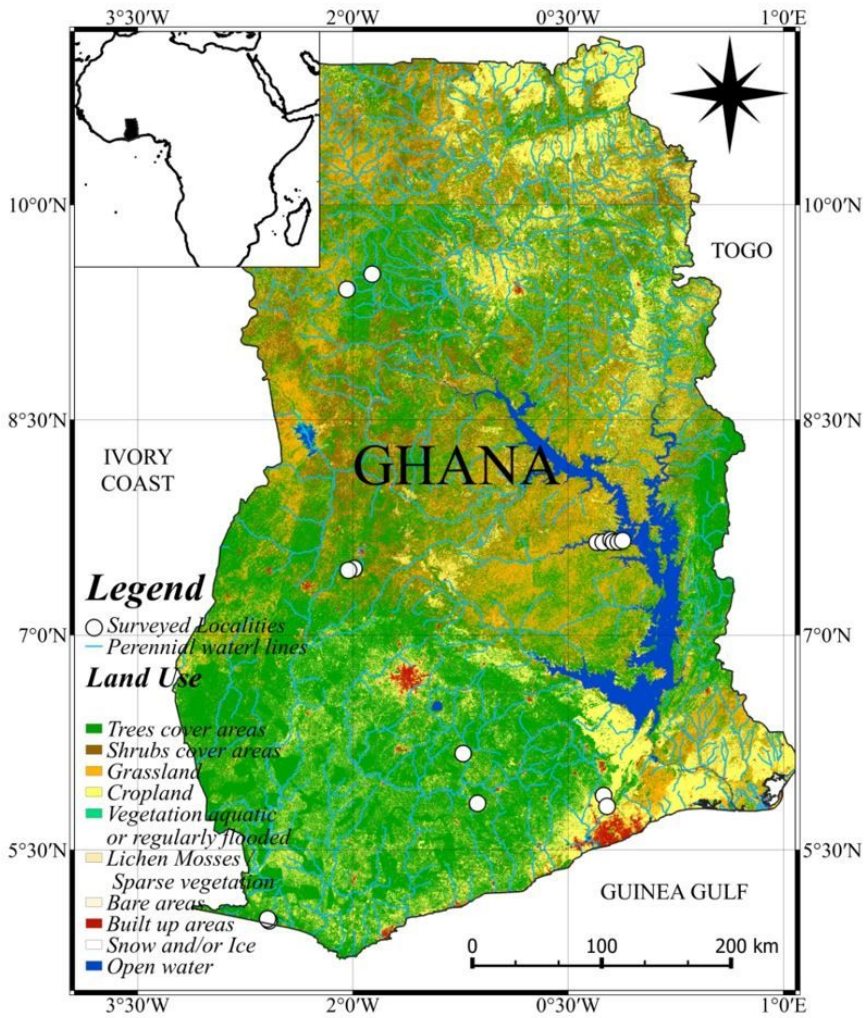 3°30'W 2°0'W 0°30'W 1°0'E
10°0'N 10°0'N
TOGO
8°30'N 8°30'N
IVORY
COAST
GHANA
Legend
Surveyed Localities
Perennial waterl lines
7°0'N 7°0'N
Land Use
Trees cover areas
Shrubs cover areas
Grassland
Cropland
Vegetation aquatic
or regularly flooded
Lichen Mosses
Sparse vegetation
Bare areas
Built up areas
Snow and/or Ice
Open water
5°30'N 5°30'N
GUINEA GULF
0 100 200 km
3°30'W 2°0'W 0°30'W 1°0'E